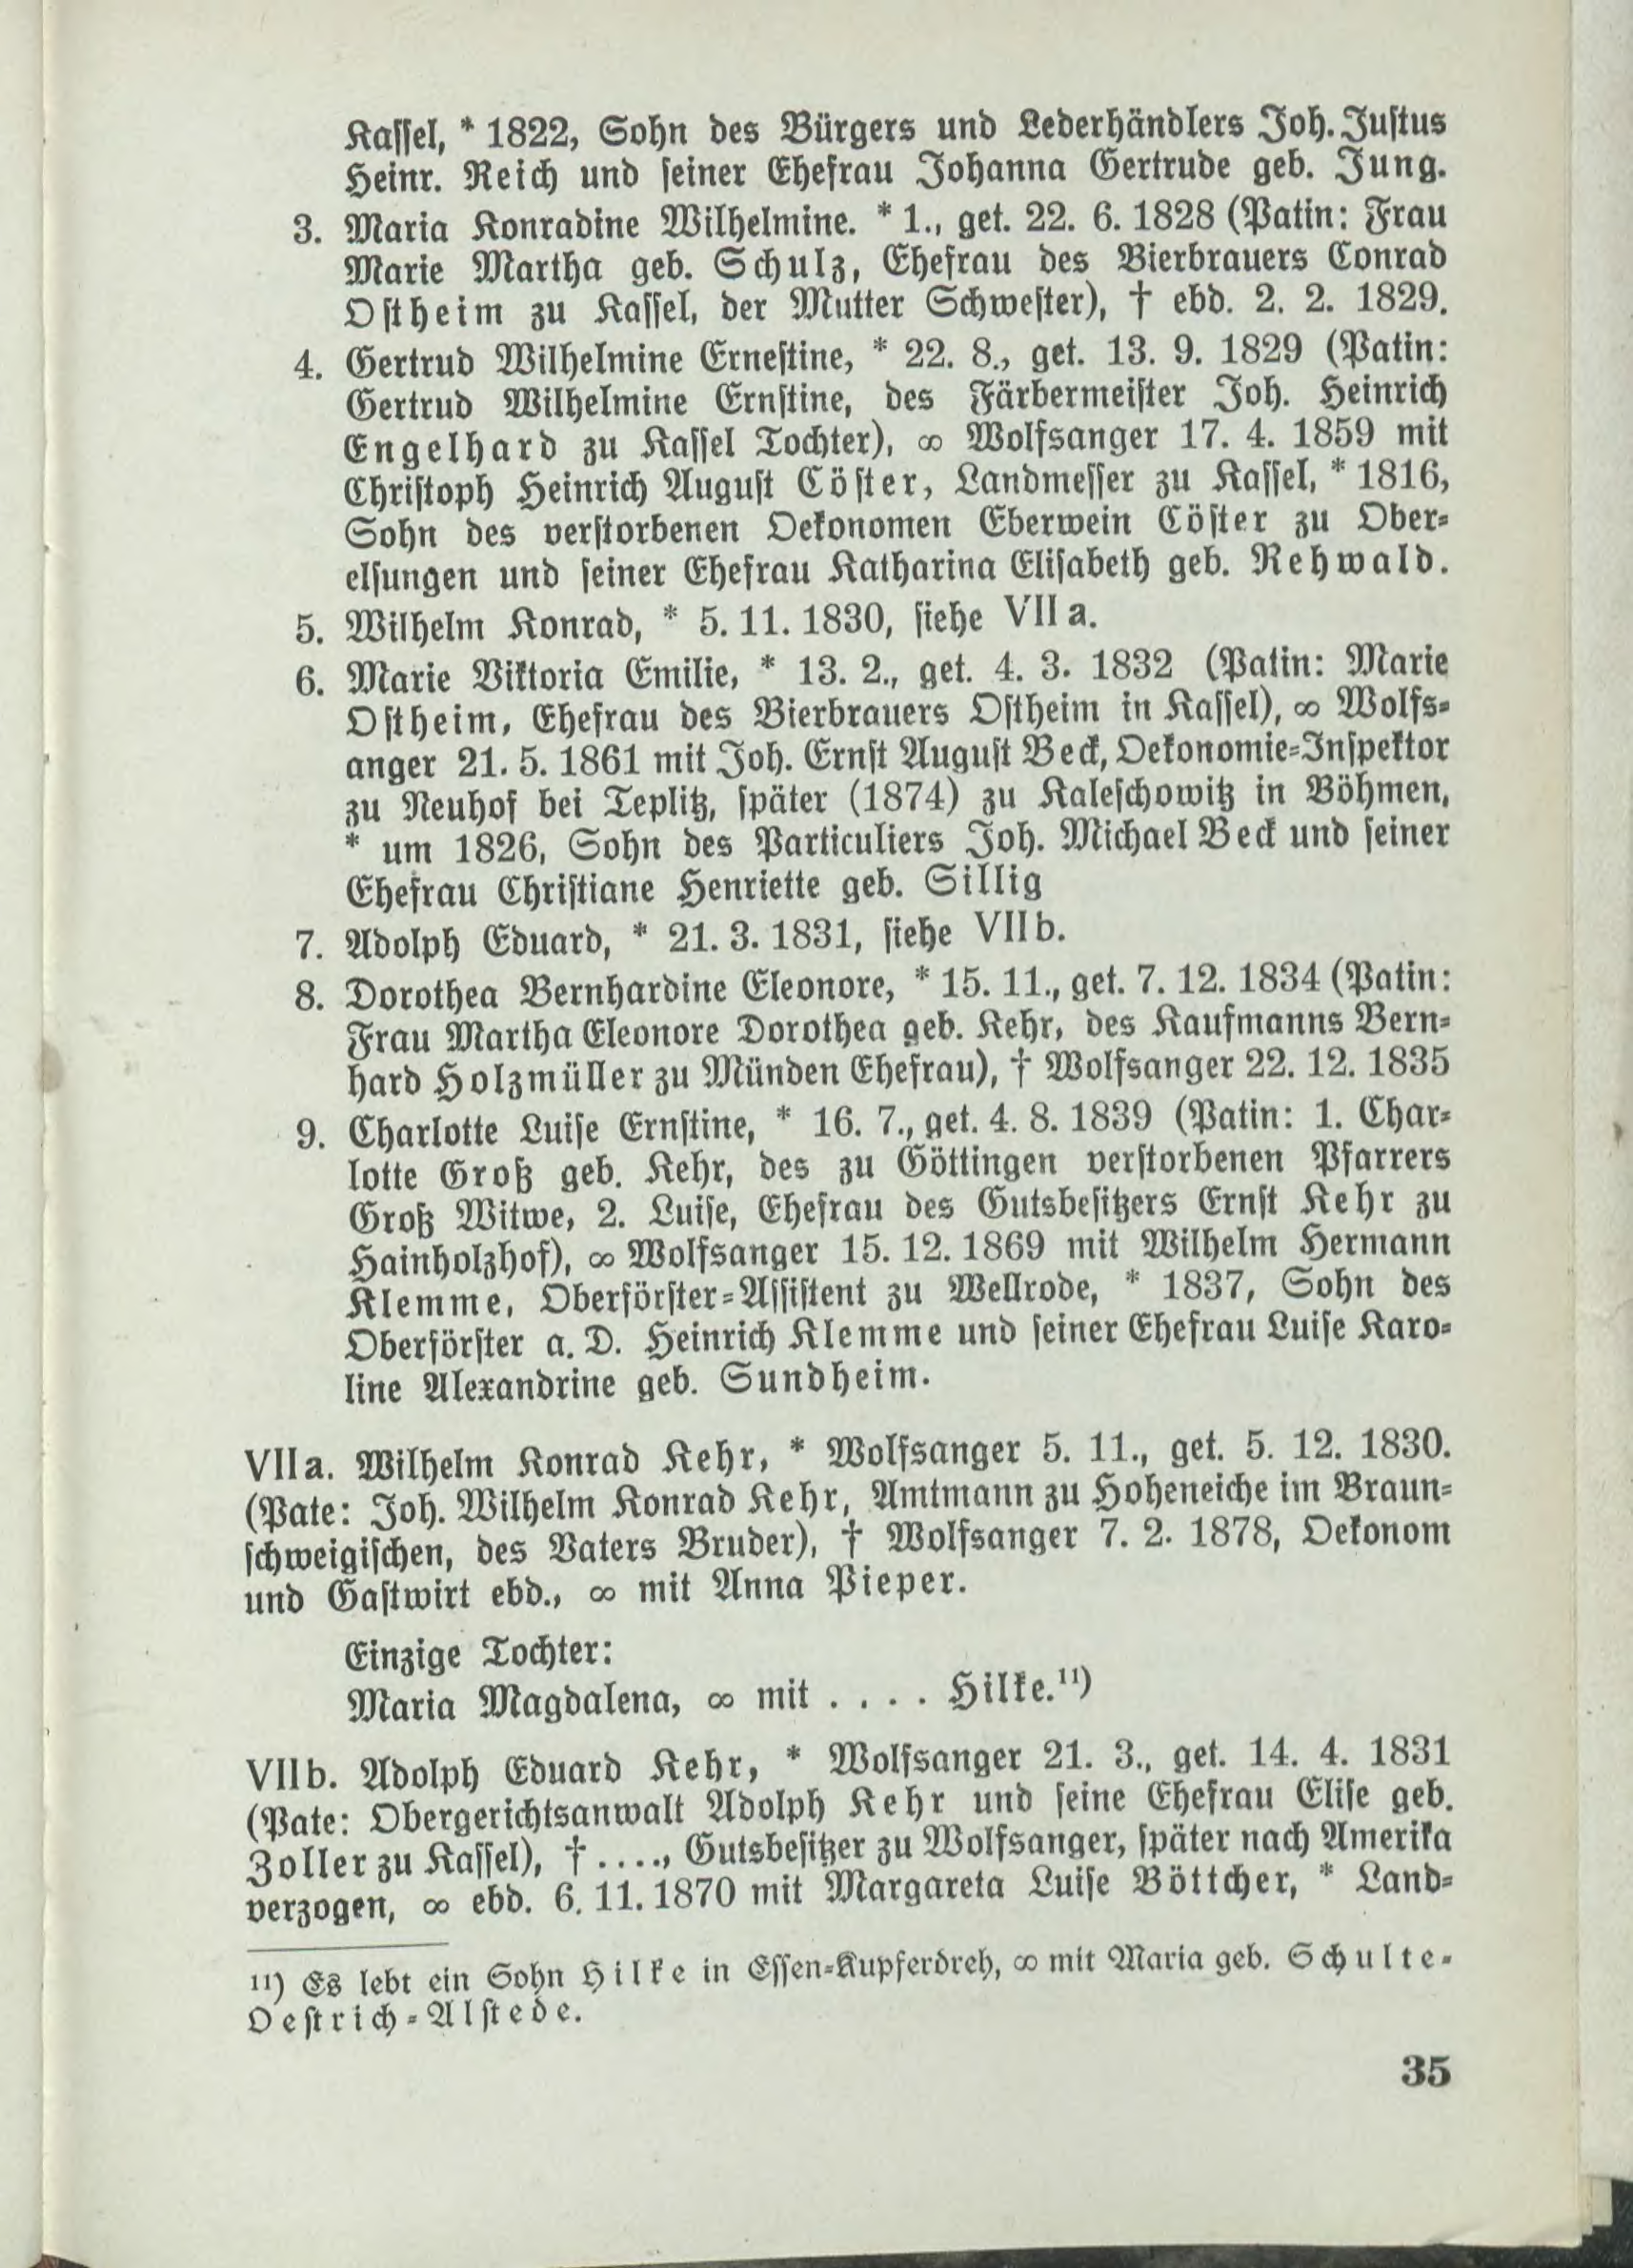 Kassel, * 1822, Sohn des Bürgers und Lederhändlers Joh. Justus
Heinr. Reich und seiner Ehefrau Johanna Gertrude geb. Jung.
3. Maria Konradine Wilhelmine. * 1., get. 22. 6. 1828 (Patin: Frau
Marie Martha geb. Schulz, Ehefrau des Bierbrauers Conrad
Ostheim zu Kassel, der Mutter Schwester), † ebd. 2. 2. 1829.
4. Gertrud Wilhelmine Ernestine, * 22. 8., get. 13. 9. 1829 (Patin:
Gertrud Wilhelmine Ernstine, des Färbermeister Joh. Heinrich
Engelhard zu Kassel Tochter), ∞ Wolfsanger 17. 4. 1859 mit
Christoph Heinrich August Cöster, Landmesser zu Kassel, * 1816,
Sohn des verstorbenen Oekonomen Eberwein Cöster zu Ober-
elsungen und seiner Ehefrau Katharina Elisabeth geb. Rehwald.
5. Wilhelm Konrad, * 5. 11. 1830, siehe VII a.
6. Marie Viktoria Emilie, * 13. 2., get. 4. 3. 1832 (Patin: Marie
Ostheim, Ehefrau des Bierbrauers Ostheim in Kassel), ∞ Wolfs-
anger 21. 5. 1861 mit Joh. Ernst August Beck, Oekonomie-Inspektor
zu Neuhof bei Teplitz, später (1874) zu Kaleschowitz in Böhmen,
* um 1826, Sohn des Particuliers Joh. Michael Beck und seiner
Ehefrau Christiane Henriette geb. Sillig
7. Adolph Eduard, * 21. 3. 1831, siehe VII b.
8. Dorothea Bernhardine Eleonore, * 15. 11., get. 7. 12. 1834 (Patin:
Frau Martha Eleonore Dorothea geb. Kehr, des Kaufmanns Bern-
hard Holzmüller zu Münden Ehefrau), † Wolfsanger 22. 12. 1835
9. Charlotte Luise Ernstine, * 16. 7., get. 4. 8. 1839 (Patin: 1. Char-
lotte Groß geb. Kehr, des zu Göttingen verstorbenen Pfarrers
Groß Witwe, 2. Luise, Ehefrau des Gutsbesitzers Ernst Kehr zu
Hainholzhof), ∞ Wolfsanger 15. 12. 1869 mit Wilhelm Hermann
Klemme, Oberförster-Assistent zu Wellrode, * 1837, Sohn des
Oberförster a. D. Heinrich Klemme und seiner Ehefrau Luise Karo-
line Alexandrine geb. Sundheim.
VII a. Wilhelm Konrad Kehr, * Wolfsanger 5. 11., get. 5. 12. 1830.
(Pate: Joh. Wilhelm Konrad Kehr, Amtmann zu Hoheneiche im Braun-
schweigischen, des Vaters Bruder), † Wolfsanger 7. 2. 1878, Oekonom
und Gastwirt ebd., ∞ mit Anna Pieper.
Einzige Tochter:
Maria Magdalena, ∞ mit . . . . Hilke.¹¹)
VII b. Adolph Eduard Kehr, * Wolfsanger 21. 3., get. 14. 4. 1831
(Pate: Obergerichtsanwalt Adolph Kehr und seine Ehefrau Elise geb.
Zoller zu Kassel), † . . . ., Gutsbesitzer zu Wolfsanger, später nach Amerika
verzogen, ∞ ebd. 6. 11. 1870 mit Margareta Luise Böttcher, * Land-
¹¹) Es lebt ein Sohn Hilke in Essen-Kupferdreh, ∞ mit Maria geb. Schulte-
Oestrich-Alstede.
35